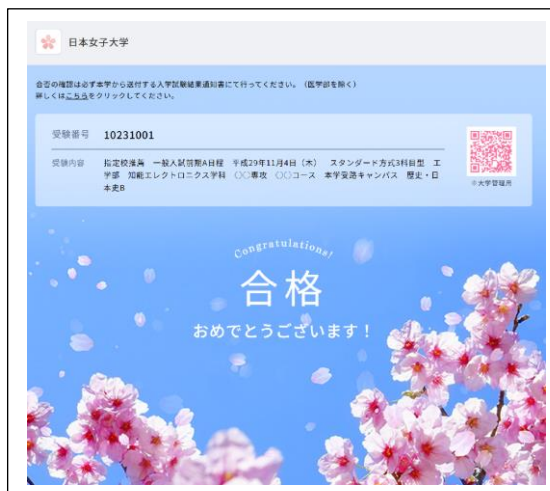 日本女子大学
合否の確認は必ず本学から送付する入学試験結果通知書にて行ってください。（医学部を除く）
詳しくはこちらをクリックしてください。
受験番号 10231001
受験内容 指定校推薦 一般入試前期A日程 平成29年11月4日（木） スタンダード方式3科目型 工
学部 知能エレクトロニクス学科 〇〇専攻 〇〇コース 本学受験キャンパス 歴史・日
本史B
※大学管理用
Congratulations!
合格
おめでとうございます！